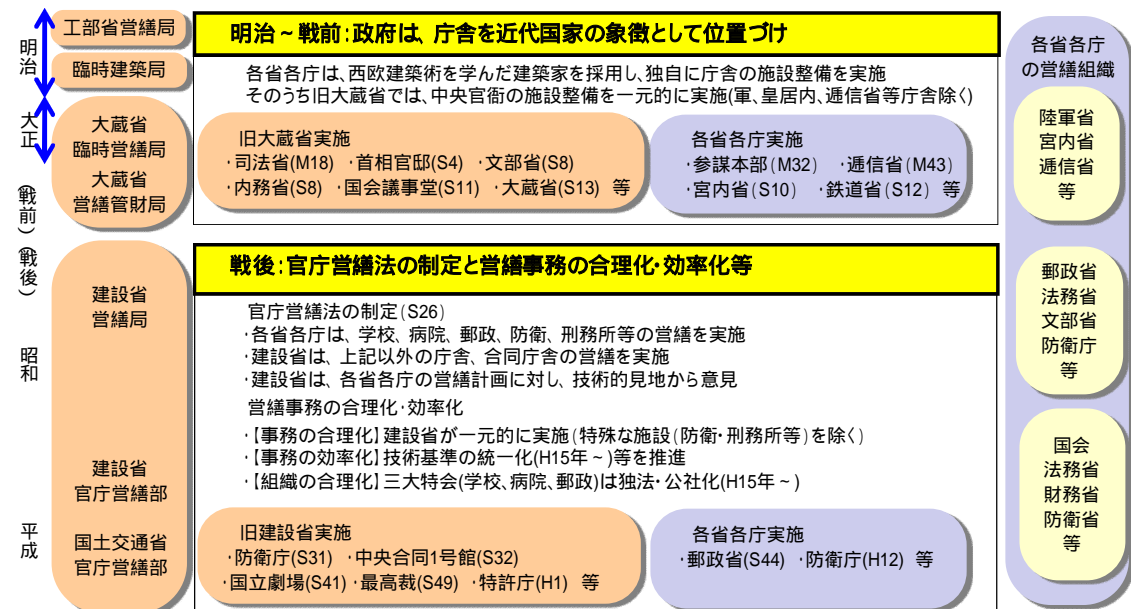 明治
大正
(戦前)
(戦後)
昭和
平成
工部省営繕局
臨時建築局
大蔵省
臨時営繕局
大蔵省
営繕管財局
建設省
営繕局
建設省
官庁営繕部
国土交通省
官庁営繕部
明治~戦前:政府は、庁舎を近代国家の象徴として位置づけ
各省各庁は、西欧建築術を学んだ建築家を採用し、独自に庁舎の施設整備を実施
そのうち旧大蔵省では、中央官衙の施設整備を一元的に実施(軍、皇居内、逓信省等庁舎除く)
旧大蔵省実施
・司法省(M18) ・首相官邸(S4) ・文部省(S8)
・内務省(S8) ・国会議事堂(S11) ・大蔵省(S13) 等
各省各庁実施
・参謀本部(M32) ・逓信省(M43)
・宮内省(S10) ・鉄道省(S12) 等
戦後:官庁営繕法の制定と営繕事務の合理化・効率化等
官庁営繕法の制定(S26)
・各省各庁は、学校、病院、郵政、防衛、刑務所等の営繕を実施
・建設省は、上記以外の庁舎、合同庁舎の営繕を実施
・建設省は、各省各庁の営繕計画に対し、技術的見地から意見
営繕事務の合理化・効率化
・【事務の合理化】建設省が一元的に実施(特殊な施設(防衛・刑務所等)を除く)
・【事務の効率化】技術基準の統一化(H15年~)等を推進
・【組織の合理化】三大特会(学校、病院、郵政)は独法・公社化(H15年~)
旧建設省実施
・防衛庁(S31) ・中央合同1号館(S32)
・国立劇場(S41) ・最高裁(S49) ・特許庁(H1) 等
各省各庁実施
・郵政省(S44) ・防衛庁(H12) 等
各省各庁
の営繕組織
陸軍省
宮内省
逓信省
等
郵政省
法務省
文部省
防衛庁
等
国会
法務省
財務省
防衛省
等